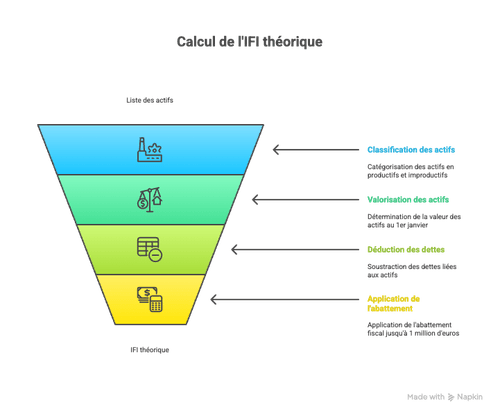 Calcul de l'IFI théorique
Liste des actifs
Classification des actifs
Catégorisation des actifs en
productifs et improductifs
Valorisation des actifs
Détermination de la valeur des
actifs au 1er janvier
Déduction des dettes
Soustraction des dettes liées
aux actifs
Application de
l'abattement
Application de l'abattement
fiscal jusqu'à 1 million d'euros
IFI théorique
Made with Napkin